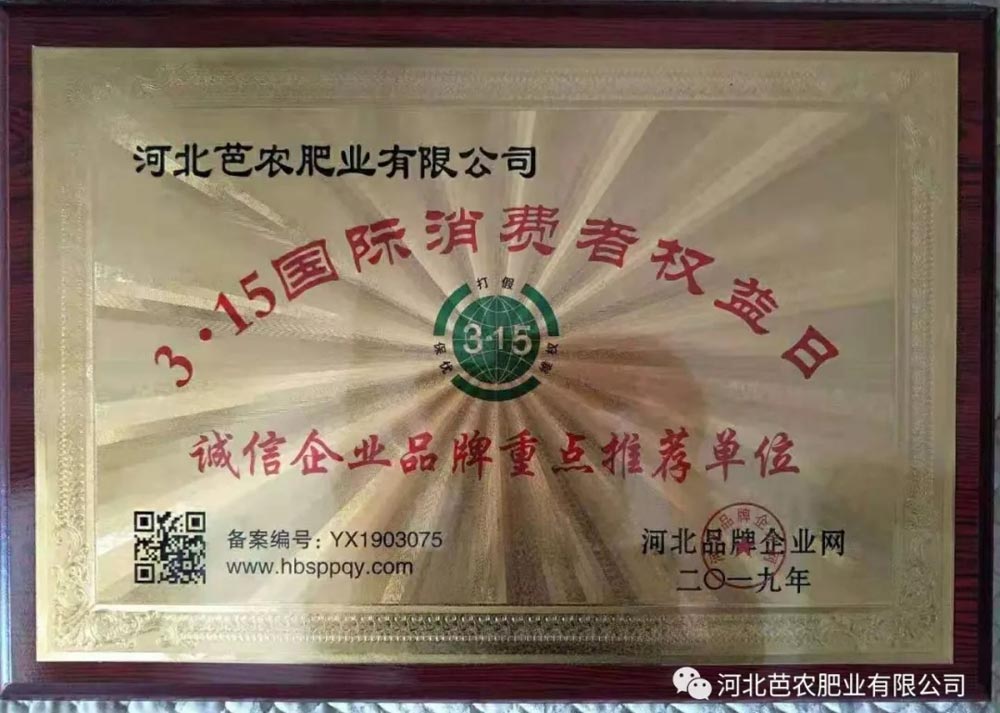 河北芭农肥业有限公司
3·15国际消费者权益日
打假
3·15
维权
诚信企业品牌重点推荐单位
备案编号：YX1903075
www.hbsppqy.com
河北品牌企业网
二〇一九年
河北芭农肥业有限公司